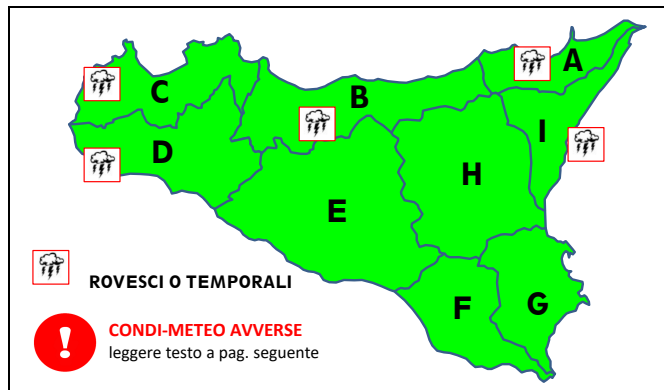 A
B
C
I
D
H
E
F
G
ROVESCI O TEMPORALI
!
CONDI-METEO AVVERSE
leggere testo a pag. seguente